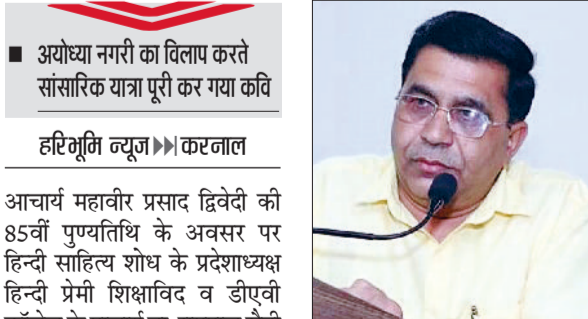 अयोध्या नगरी का विलाप करते
सांसारिक यात्रा पूरी कर गया कवि
हरिभूमि न्यूज करनाल
आचार्य महावीर प्रसाद द्विवेदी की
85वीं पुण्यतिथि के अवसर पर
हिन्दी साहित्य शोध के प्रदेशाध्यक्ष
हिन्दी प्रेमी शिक्षाविद व डीएवी